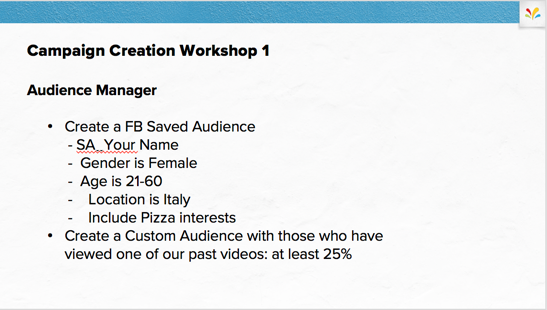 Campaign Creation Workshop 1
Audience Manager
• Create a FB Saved Audience
- SA_Your Name
- Gender is Female
- Age is 21-60
- Location is Italy
- Include Pizza interests
• Create a Custom Audience with those who have
viewed one of our past videos: at least 25%